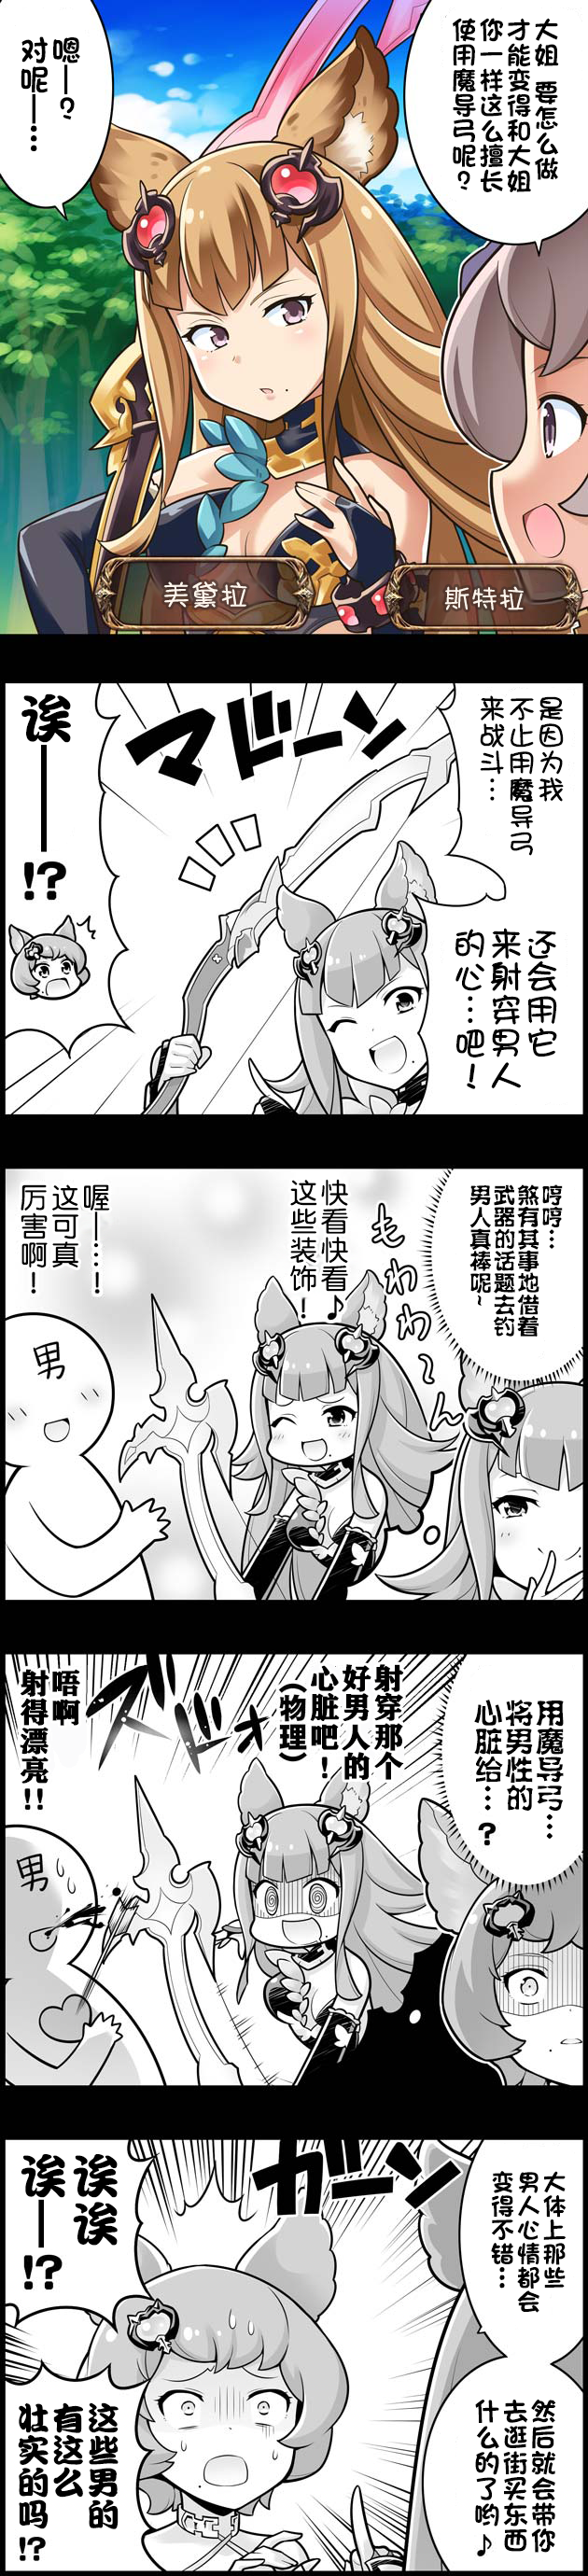 大姐 要怎么做
才能变得和大姐
你一样这么擅长
使用魔导弓呢？
嗯—？
对呢—…
美黛拉
斯特拉
是因为我
不止用魔导弓
来战斗…
还会用它
来射穿男人
的心…吧！
マドーン
诶——!?
哼哼…
煞有其事地借着
武器的话题去钓
男人真棒呢~
もわわ～ん
快看快看
这些装饰！♪
喔—…！
这可真
厉害啊！
男
用魔导弓…
将男性的
心脏给…？
射穿那个
好男人的
心脏吧！
(物理)
ズドォ
唔啊
射得漂亮!!
男
大体上那些
男人心情都会
变得不错…
然后就会带你
去逛街买东西
什么的了哟♪
ガーン
诶诶
诶—!?
这些男的
有这么
壮实的吗!?